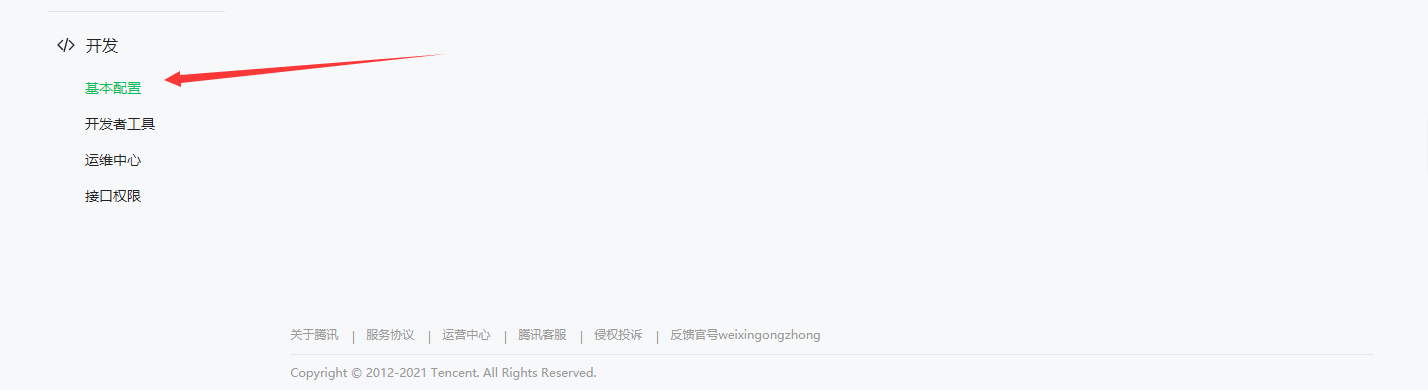 开发
基本配置
开发者工具
运维中心
接口权限
关于腾讯 | 服务协议 | 运营中心 | 腾讯客服 | 侵权投诉 | 反馈官号weixingongzhong
Copyright © 2012-2021 Tencent. All Rights Reserved.